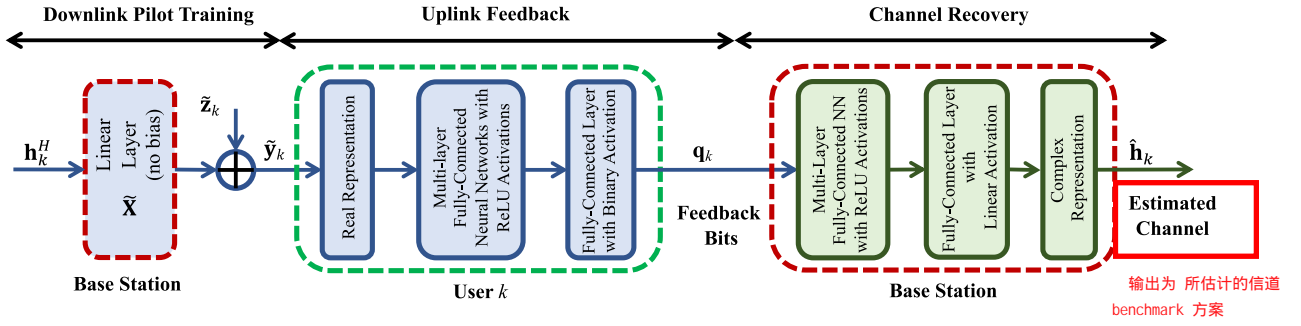 Downlink Pilot Training
Uplink Feedback
Channel Recovery
h_k^H
Linear
Layer
(no bias)
X̃
Base Station
z̃_k
ỹ_k
Real Representation
Multi-layer
Fully-Connected
Neural Networks with
ReLU Activations
Fully-Connected Layer
with Binary Activation
User k
q_k
Feedback
Bits
Multi-Layer
Fully-Connected NN
with ReLU Activations
Fully-Connected Layer
with
Linear Activation
Complex
Representation
Base Station
ĥ_k
Estimated
Channel
输出为 所估计的信道
benchmark 方案